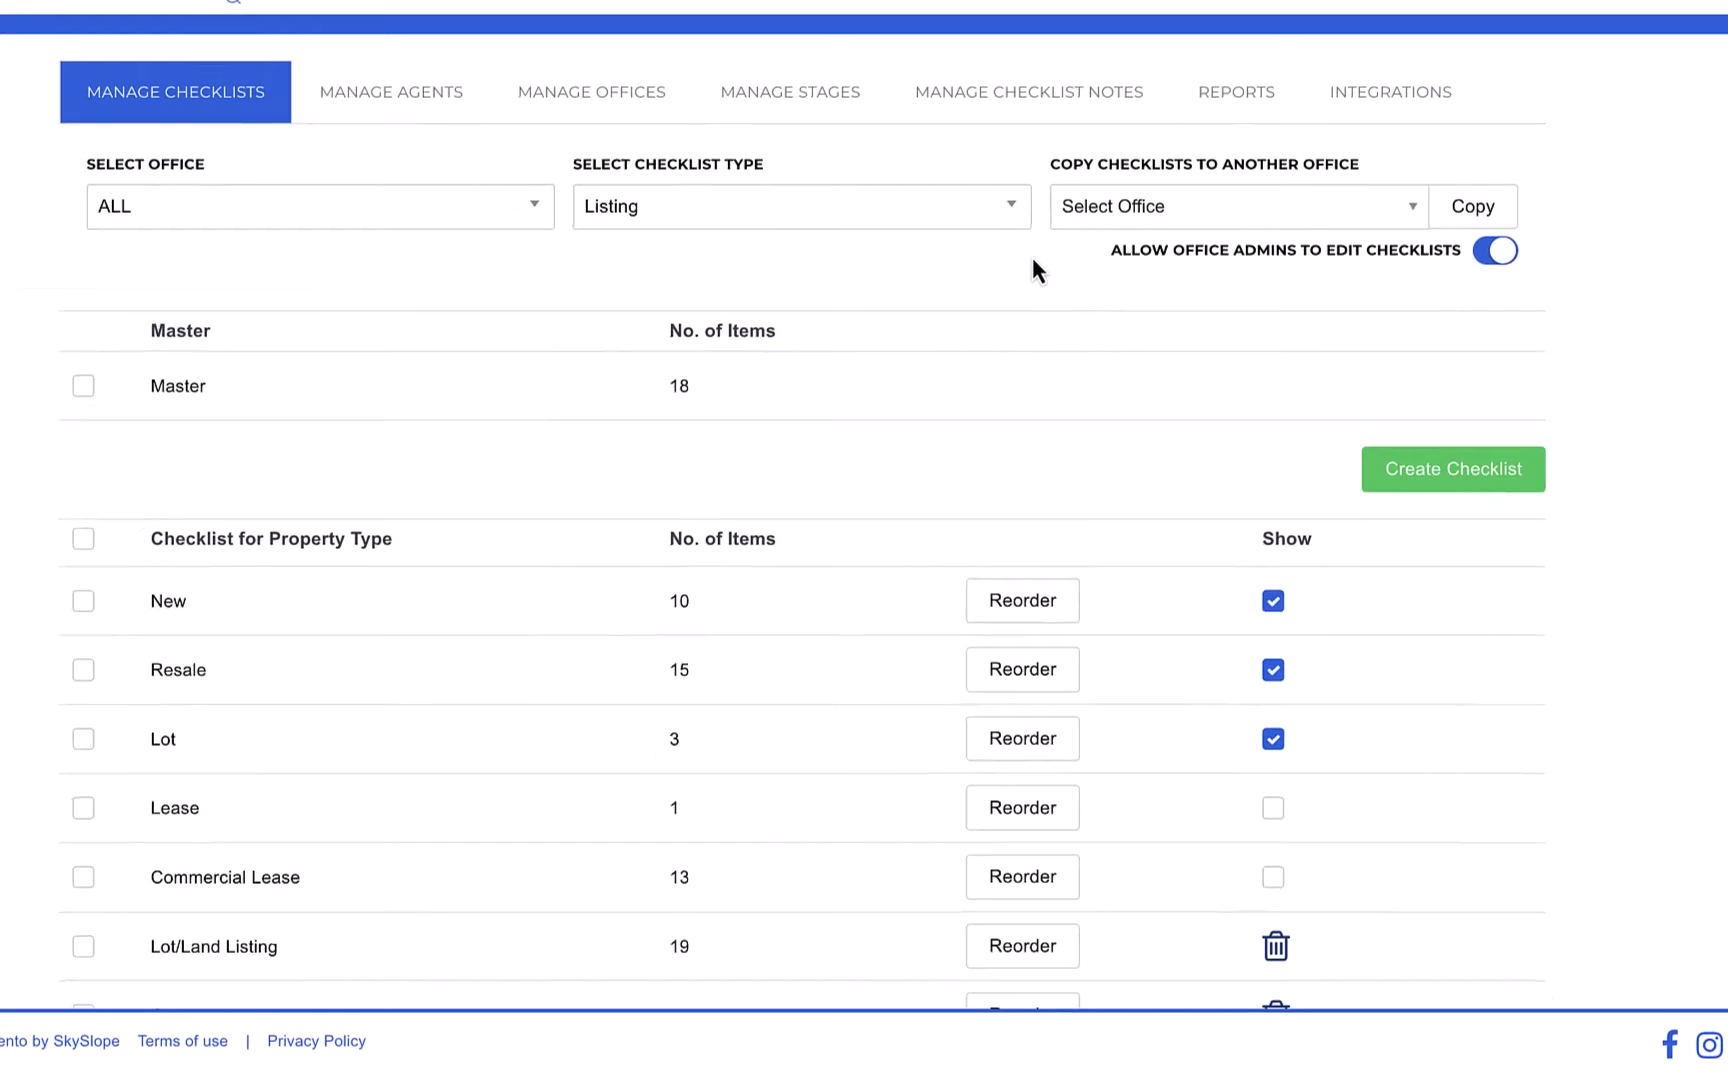 MANAGE CHECKLISTS MANAGE AGENTS MANAGE OFFICES MANAGE STAGES MANAGE CHECKLIST NOTES REPORTS INTEGRATIONS
SELECT OFFICE SELECT CHECKLIST TYPE COPY CHECKLISTS TO ANOTHER OFFICE
ALL Listing Select Office Copy
ALLOW OFFICE ADMINS TO EDIT CHECKLISTS
Master No. of Items
Master 18
Create Checklist
Checklist for Property Type No. of Items Show
New 10 Reorder
Resale 15 Reorder
Lot 3 Reorder
Lease 1 Reorder
Commercial Lease 13 Reorder
Lot/Land Listing 19 Reorder
by SkySlope Terms of use | Privacy Policy